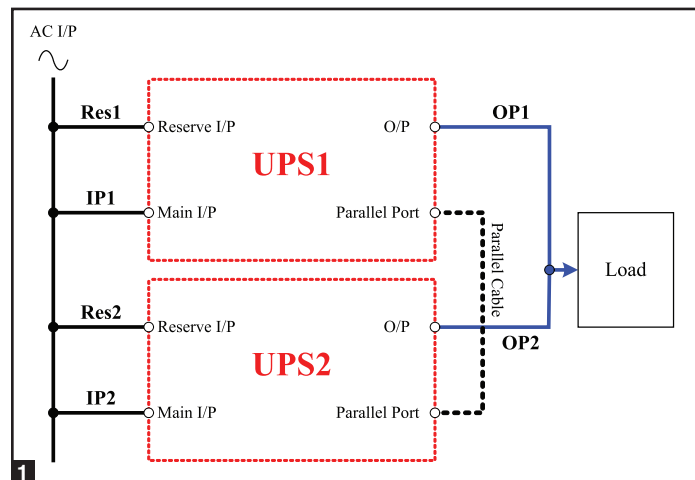 AC I/P
Res1
Reserve I/P
O/P
OP1
UPS1
IP1
Main I/P
Parallel Port
Parallel Cable
Load
Res2
Reserve I/P
O/P
OP2
UPS2
IP2
Main I/P
Parallel Port
1